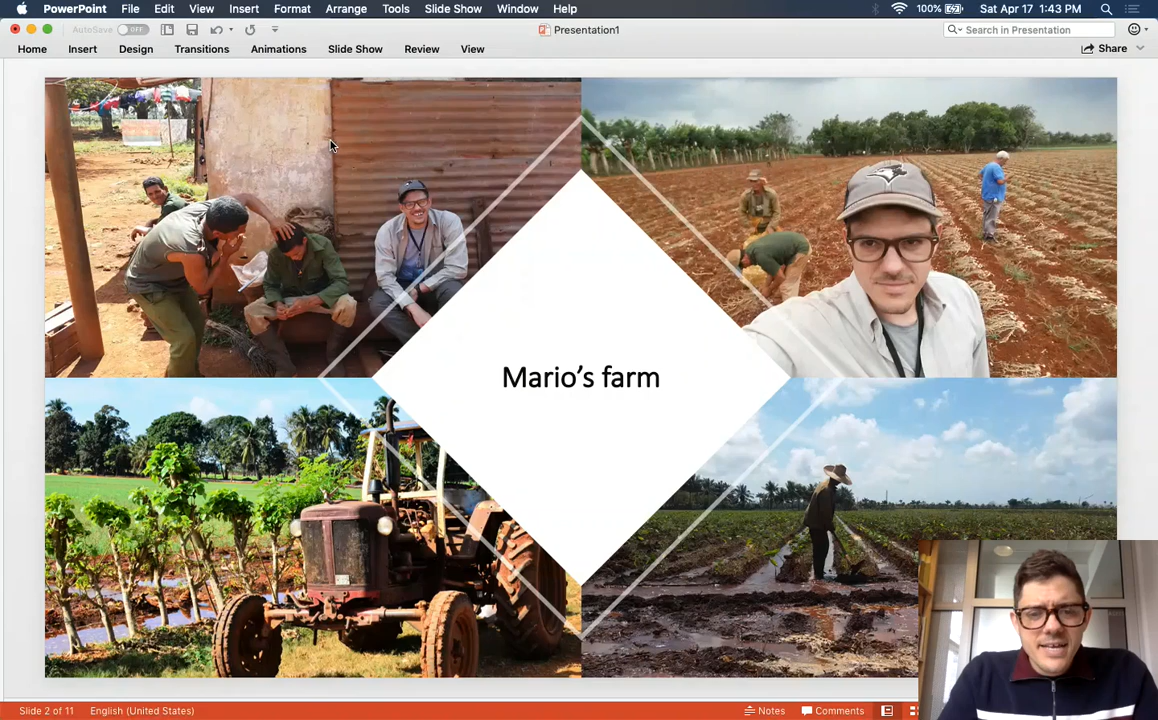 PowerPoint File Edit View Insert Format Arrange Tools Slide Show Window Help 100% Sat Apr 17 1:43 PM
AutoSave OFF Presentation1 Search in Presentation
Home Insert Design Transitions Animations Slide Show Review View Share
Mario's farm
Slide 2 of 11 English (United States) Notes Comments